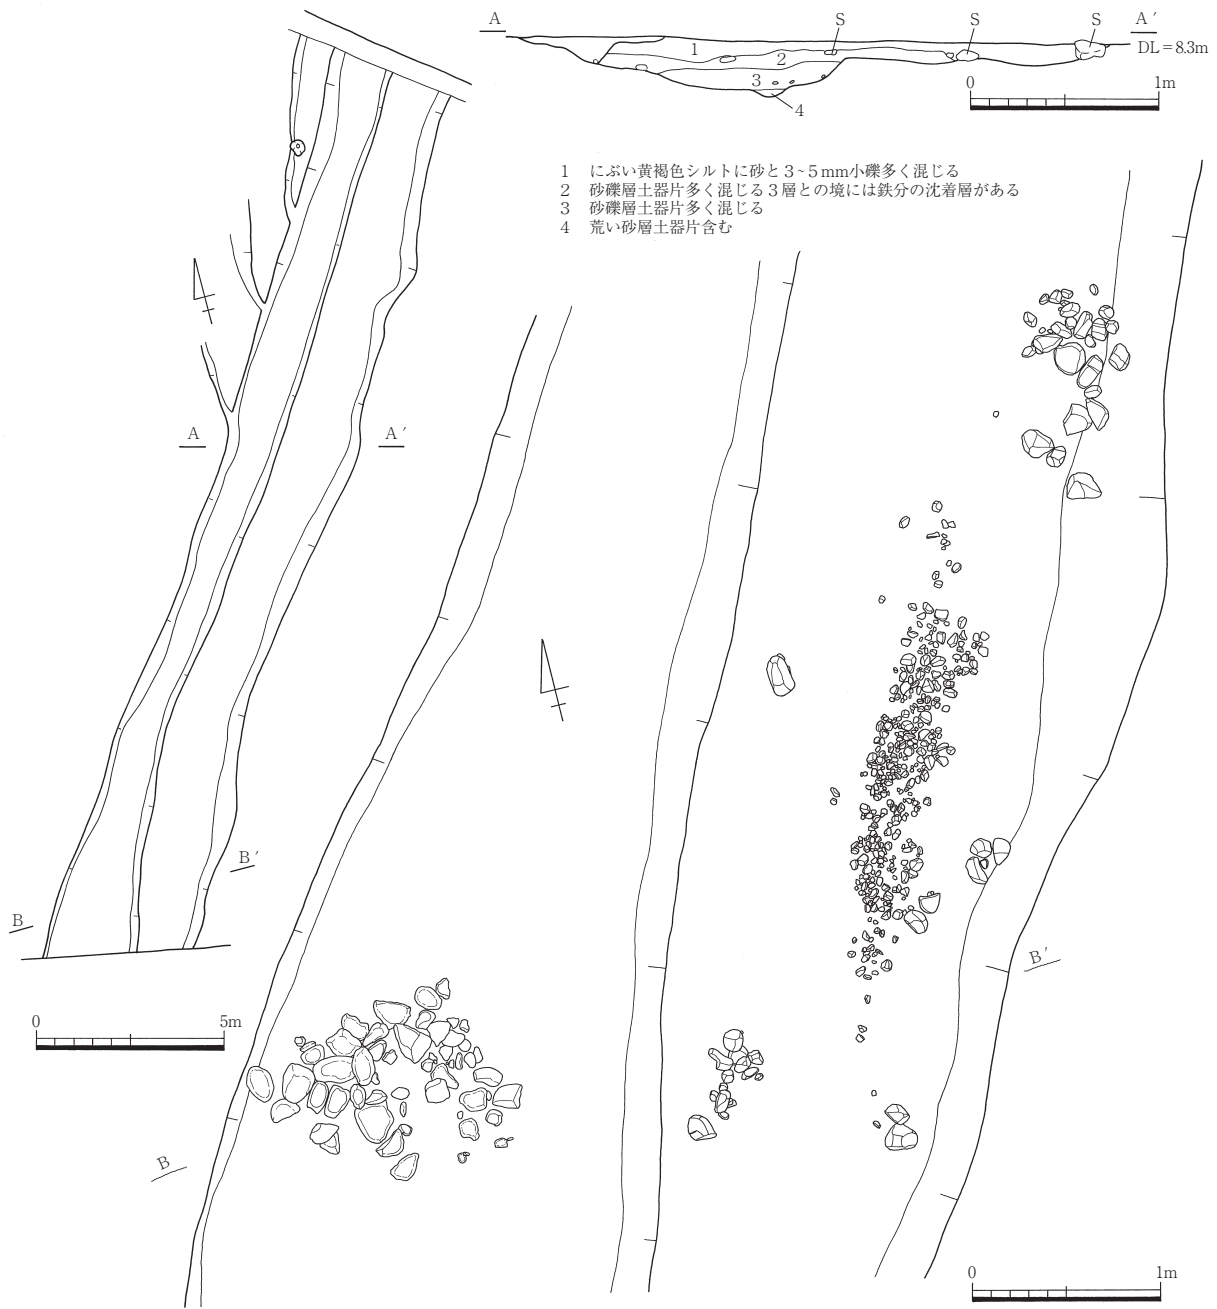 A
S
S
S
A′
DL＝8.3m
1
2
3
4
0
1m
1　にぶい黄褐色シルトに砂と３~５mm小礫多く混じる
2　砂礫層土器片多く混じる３層との境には鉄分の沈着層がある
3　砂礫層土器片多く混じる
4　荒い砂層土器片含む
A
A′
B′
B
0
5m
B
B′
0
1m